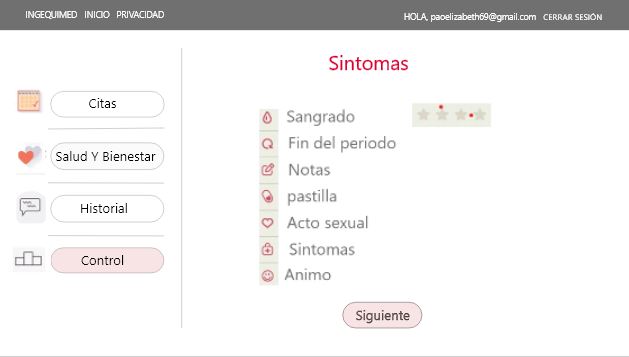 INGEQUIMED INICIO PRIVACIDAD
HOLA, paoelizabeth69@gmail.com CERRAR SESIÓN
Sintomas
Citas
Salud Y Bienestar
Historial
Control
Sangrado
Fin del periodo
Notas
pastilla
Acto sexual
Sintomas
Animo
Siguiente